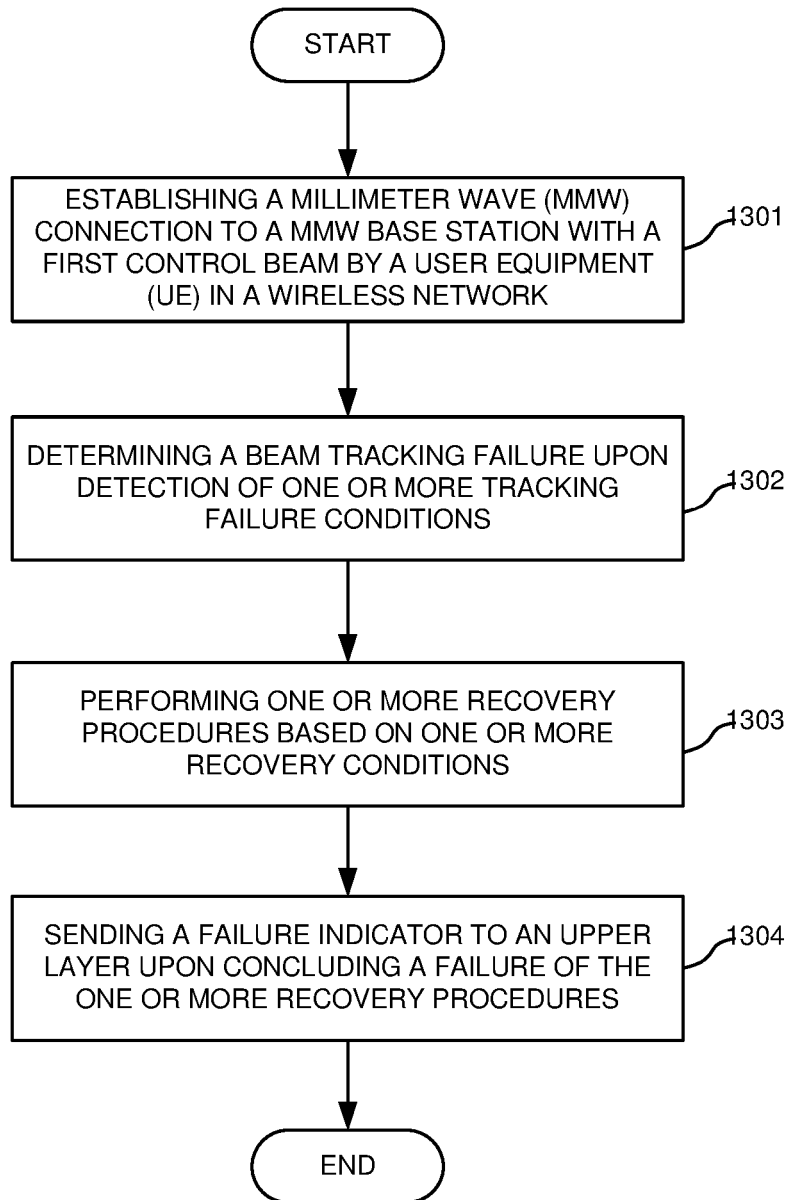 START
ESTABLISHING A MILLIMETER WAVE (MMW)
CONNECTION TO A MMW BASE STATION WITH A
FIRST CONTROL BEAM BY A USER EQUIPMENT
(UE) IN A WIRELESS NETWORK
1301
DETERMINING A BEAM TRACKING FAILURE UPON
DETECTION OF ONE OR MORE TRACKING
FAILURE CONDITIONS
1302
PERFORMING ONE OR MORE RECOVERY
PROCEDURES BASED ON ONE OR MORE
RECOVERY CONDITIONS
1303
SENDING A FAILURE INDICATOR TO AN UPPER
LAYER UPON CONCLUDING A FAILURE OF THE
ONE OR MORE RECOVERY PROCEDURES
1304
END